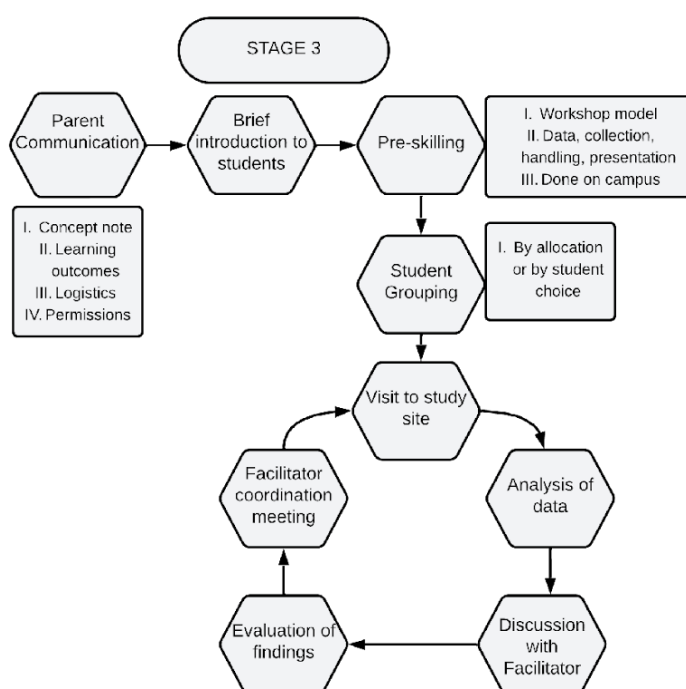 STAGE 3
Parent
Communication
Brief
introduction to
students
Pre-skilling
I. Workshop model
II. Data, collection,
handling, presentation
III. Done on campus
I. Concept note
II. Learning
outcomes
III. Logistics
IV. Permissions
Student
Grouping
I. By allocation
or by student
choice
Visit to study
site
Facilitator
coordination
meeting
Analysis of
data
Evaluation of
findings
Discussion
with
Facilitator